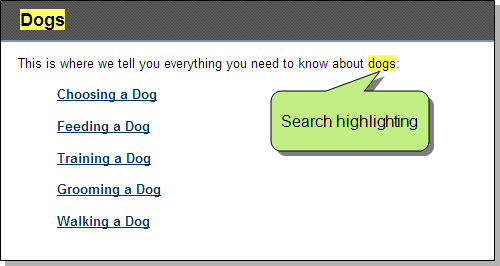 Dogs
This is where we tell you everything you need to know about dogs:
Choosing a Dog
Search highlighting
Feeding a Dog
Training a Dog
Grooming a Dog
Walking a Dog